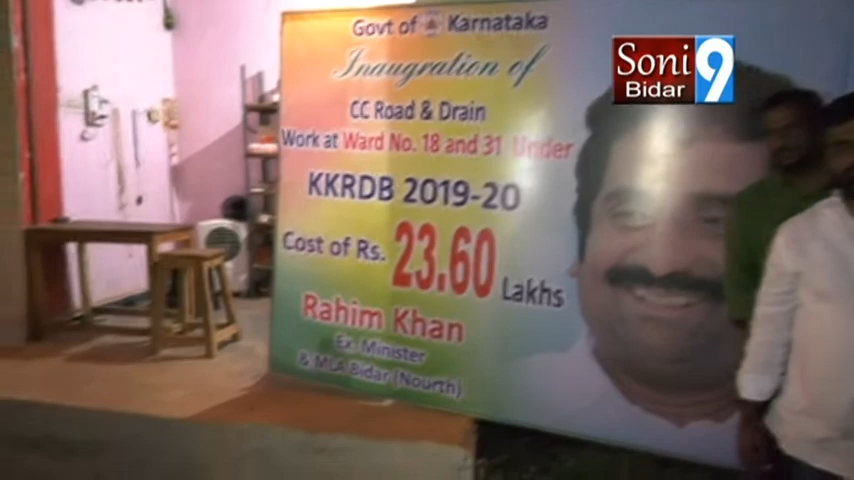 Govt of Karnataka
Inaugration of
CC Road & Drain
Work at Ward No. 18 and 31 Under
KKRDB 2019-20
Cost of Rs. 23.60 Lakhs
Rahim Khan
Ex. Minister
& MLA Bidar (Nourth)
Soni 9
Bidar